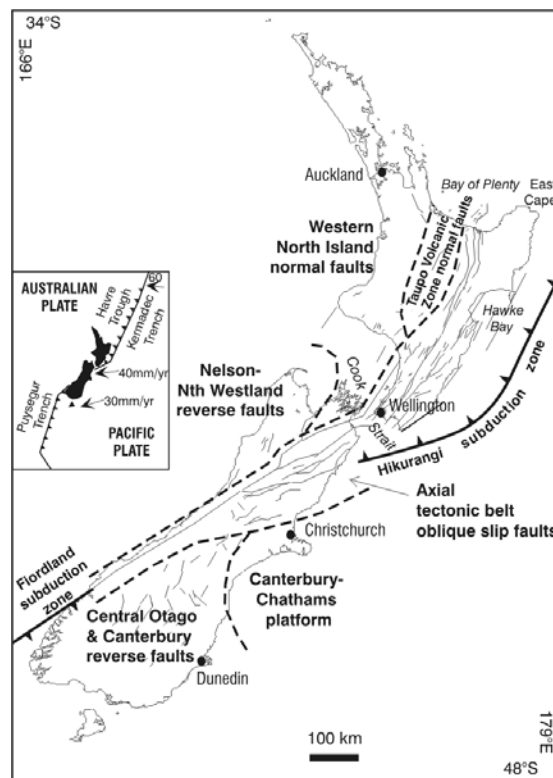 34°S
166°E
Auckland
Bay of Plenty
East
Cape
Western
North Island
normal faults
Taupo Volcanic
Zone normal faults
Hawke
Bay
AUSTRALIAN
PLATE
Havre
Trough
Kermadec
Trench
60
40mm/yr
30mm/yr
Puysegur
Trench
PACIFIC
PLATE
Nelson-
Nth Westland
reverse faults
Cook
Strait
Wellington
Hikurangi subduction zone
Axial
tectonic belt
oblique slip faults
Christchurch
Fiordland
subduction
zone
Canterbury-
Chathams
platform
Central Otago
& Canterbury
reverse faults
Dunedin
100 km
179°E
48°S